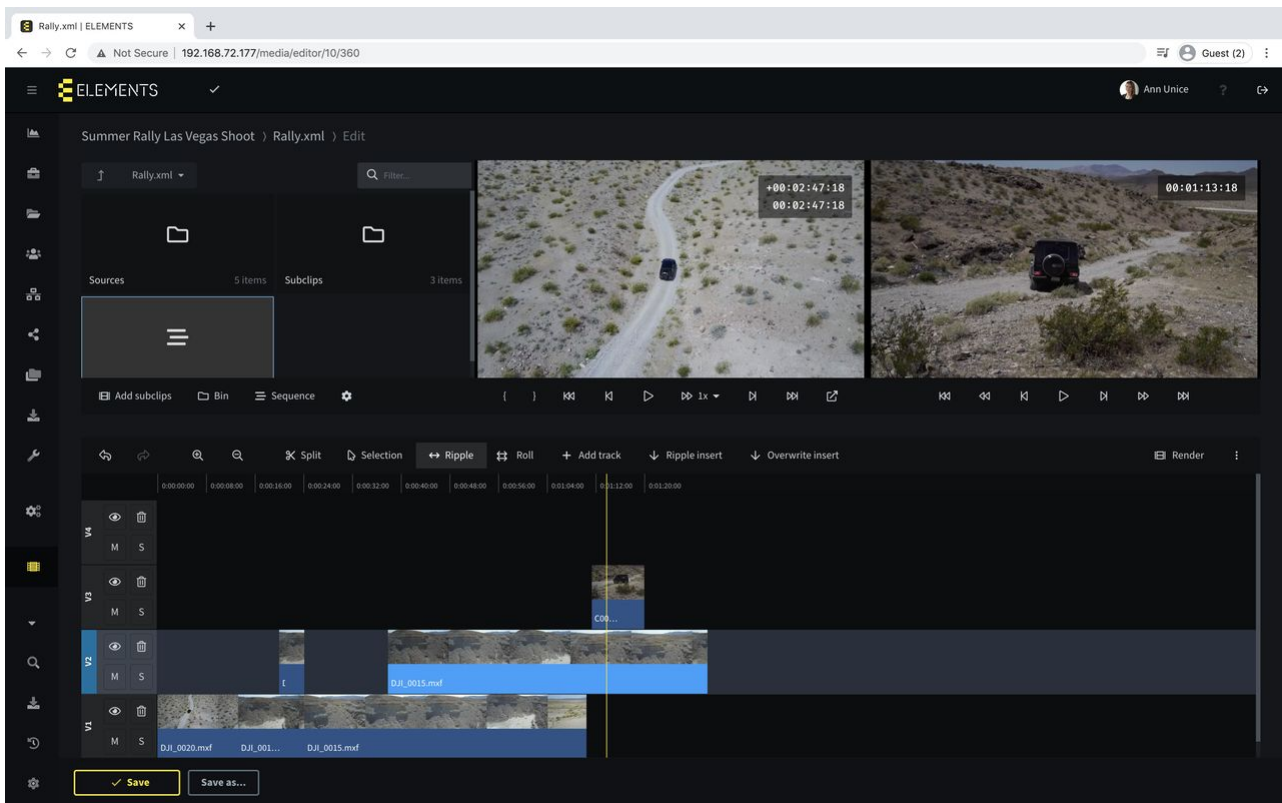 Rally.xml | ELEMENTS
Not Secure | 192.168.72.177/media/editor/10/360
Guest (2)
ELEMENTS
Ann Unice
?
Summer Rally Las Vegas Shoot > Rally.xml > Edit
Rally.xml
Filter...
+00:02:47:18
00:02:47:18
00:01:13:18
Sources 5 items
Subclips 3 items
Add subclips Bin Sequence
{ } 1x
Split Selection Ripple Roll + Add track Ripple insert Overwrite insert Render
0:00:00:00 0:00:08:00 0:00:16:00 0:00:24:00 0:00:32:00 0:00:40:00 0:00:48:00 0:00:56:00 0:01:04:00 0:01:12:00 0:01:20:00
V4
M S
V3
M S
C00...
V2
M S
DJI_0015.mxf
V1
M S
DJI_0020.mxf DJI_001... DJI_0015.mxf
Save Save as...